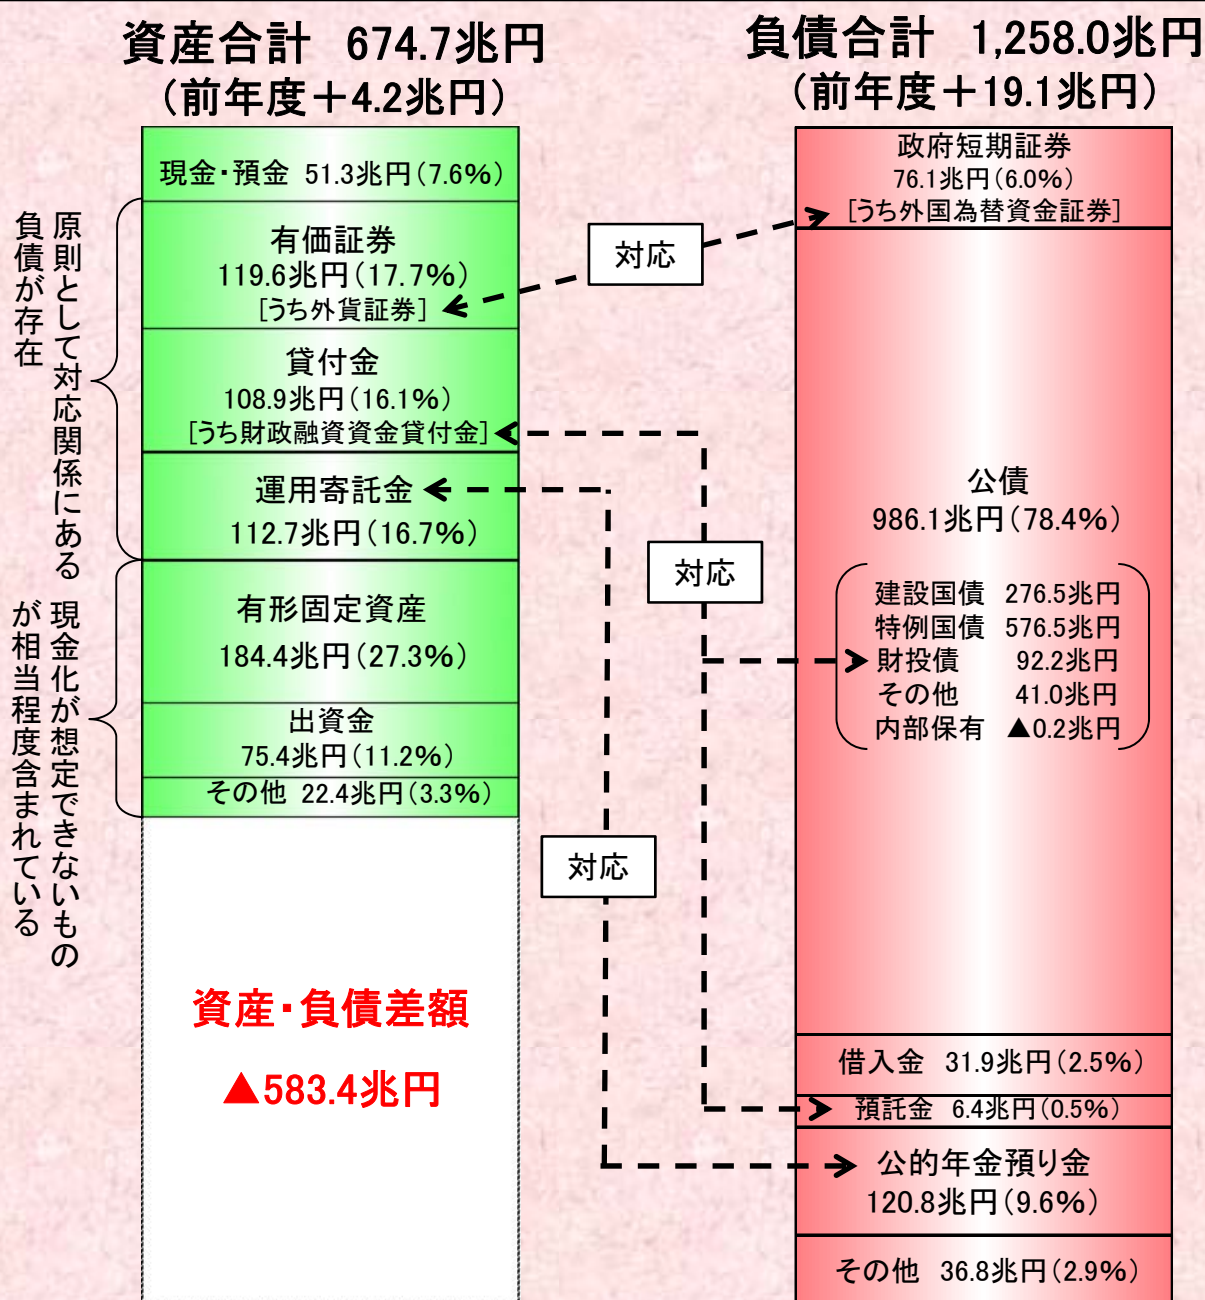 資産合計 674.7兆円
(前年度＋4.2兆円)
現金・預金 51.3兆円(7.6%)
有価証券
119.6兆円(17.7%)
[うち外貨証券]
貸付金
108.9兆円(16.1%)
[うち財政融資資金貸付金]
運用寄託金
112.7兆円(16.7%)
有形固定資産
184.4兆円(27.3%)
出資金
75.4兆円(11.2%)
その他 22.4兆円(3.3%)
資産・負債差額
▲583.4兆円
原則として対応関係にある
負債が存在
現金化が想定できないもの
が相当程度含まれている
対応
対応
対応
負債合計 1,258.0兆円
(前年度＋19.1兆円)
政府短期証券
76.1兆円(6.0%)
[うち外国為替資金証券]
公債
986.1兆円(78.4%)
建設国債 276.5兆円
特例国債 576.5兆円
財投債 92.2兆円
その他 41.0兆円
内部保有 ▲0.2兆円
借入金 31.9兆円(2.5%)
預託金 6.4兆円(0.5%)
公的年金預り金
120.8兆円(9.6%)
その他 36.8兆円(2.9%)